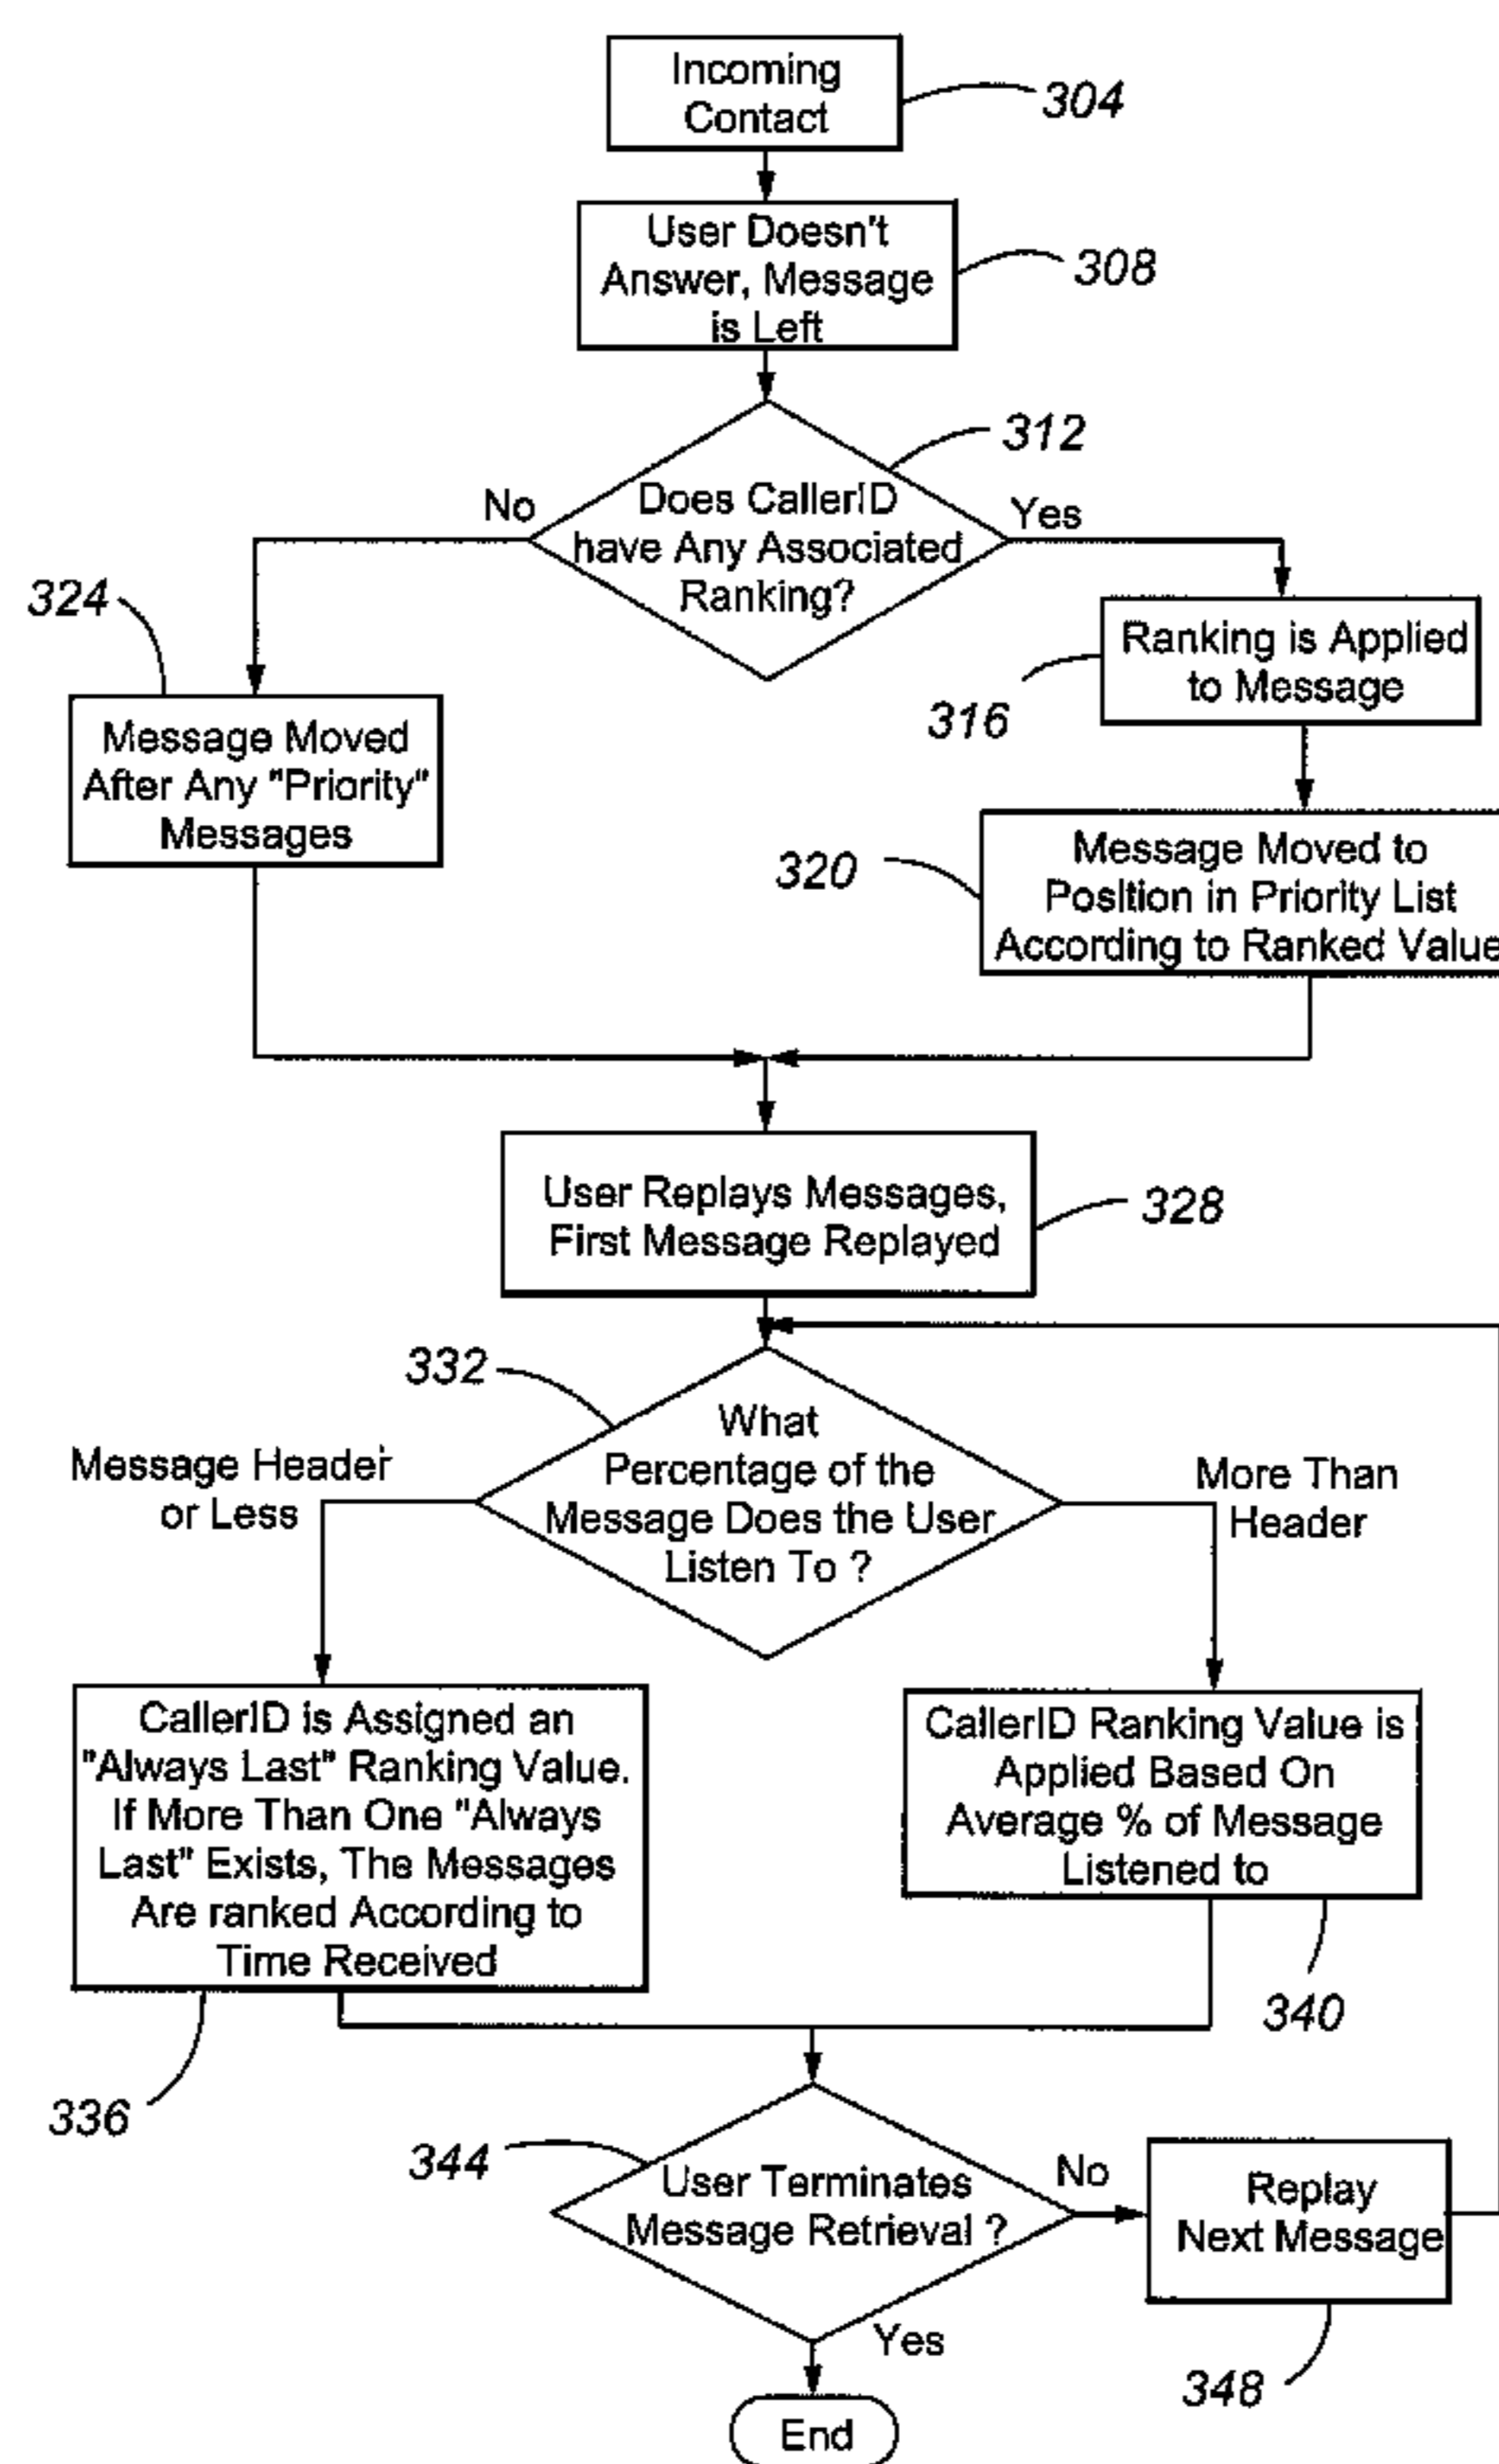 Incoming
Contact
304
User Doesn't
Answer, Message
is Left
308
312
Does CallerID
have Any Associated
Ranking?
No
Yes
324
Message Moved
After Any "Priority"
Messages
Ranking is Applied
to Message
316
Message Moved to
Position in Priority List
According to Ranked Value
320
User Replays Messages,
First Message Replayed
328
332
What
Percentage of the
Message Does the User
Listen To ?
Message Header
or Less
More Than
Header
CallerID is Assigned an
"Always Last" Ranking Value.
If More Than One "Always
Last" Exists, The Messages
Are ranked According to
Time Received
336
CallerID Ranking Value is
Applied Based On
Average % of Message
Listened to
340
344
User Terminates
Message Retrieval ?
No
Replay
Next Message
348
Yes
End